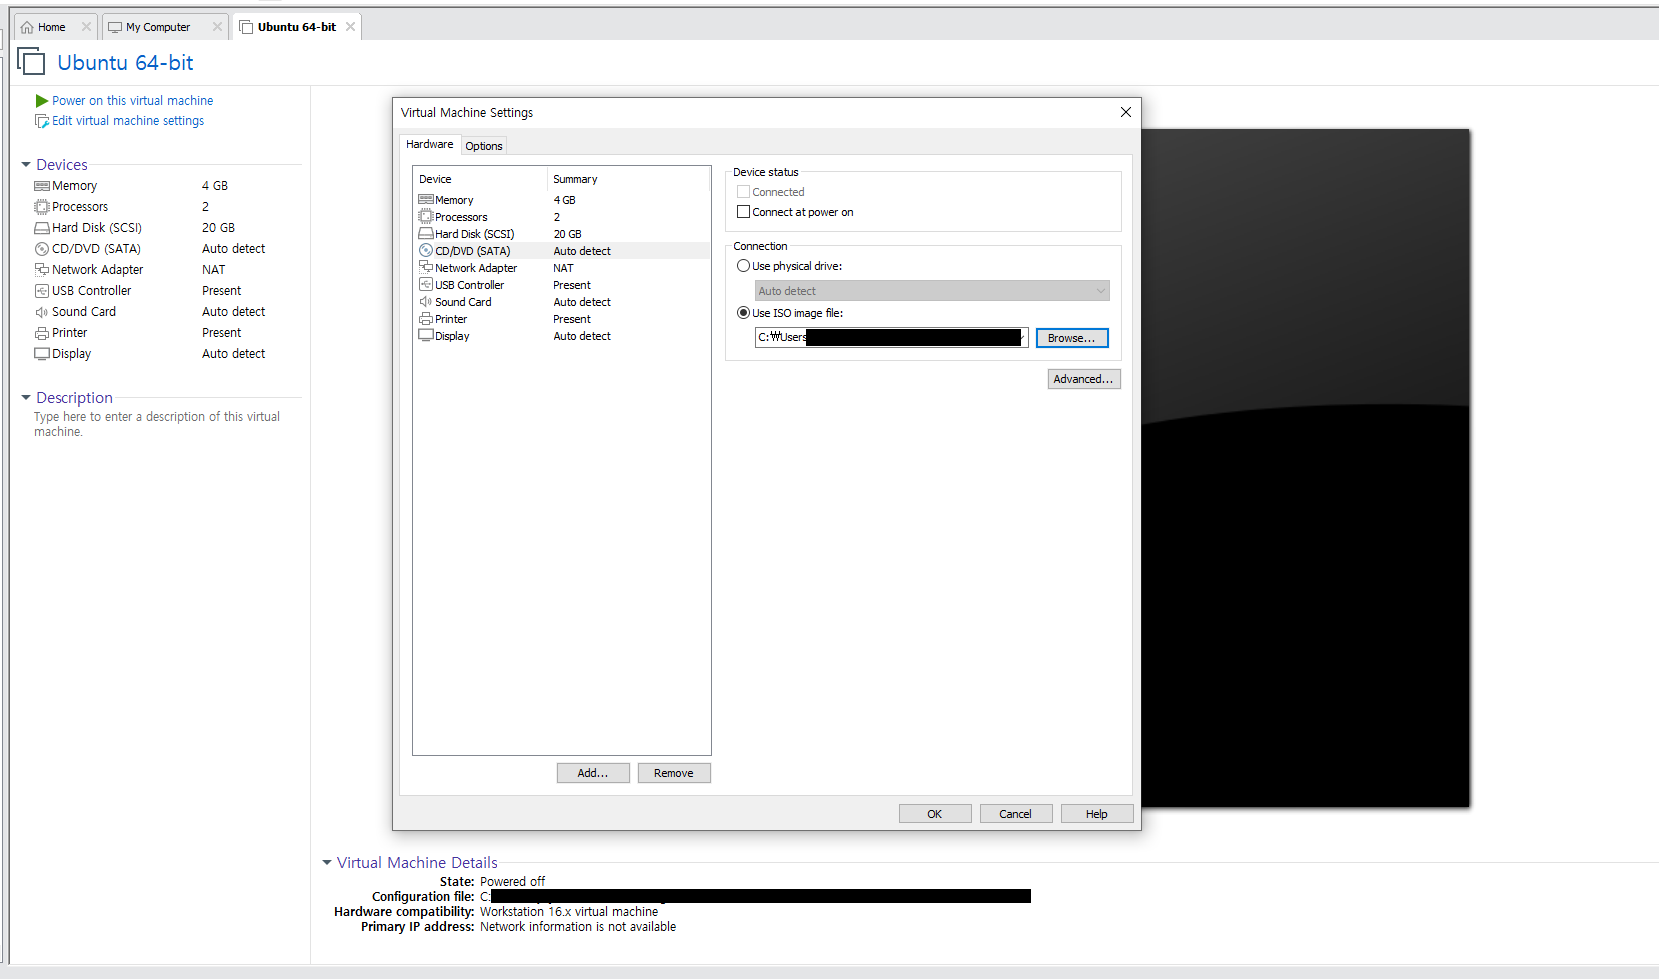 Home
My Computer
Ubuntu 64-bit
Ubuntu 64-bit
Power on this virtual machine
Edit virtual machine settings
Devices
Memory 4 GB
Processors 2
Hard Disk (SCSI) 20 GB
CD/DVD (SATA) Auto detect
Network Adapter NAT
USB Controller Present
Sound Card Auto detect
Printer Present
Display Auto detect
Description
Type here to enter a description of this virtual
machine.
Virtual Machine Settings
Hardware
Options
Device Summary
Memory 4 GB
Processors 2
Hard Disk (SCSI) 20 GB
CD/DVD (SATA) Auto detect
Network Adapter NAT
USB Controller Present
Sound Card Auto detect
Printer Present
Display Auto detect
Add...
Remove
Device status
Connected
Connect at power on
Connection
Use physical drive:
Auto detect
Use ISO image file:
C:₩Users
Browse...
Advanced...
OK
Cancel
Help
Virtual Machine Details
State: Powered off
Configuration file: C:
Hardware compatibility: Workstation 16.x virtual machine
Primary IP address: Network information is not available